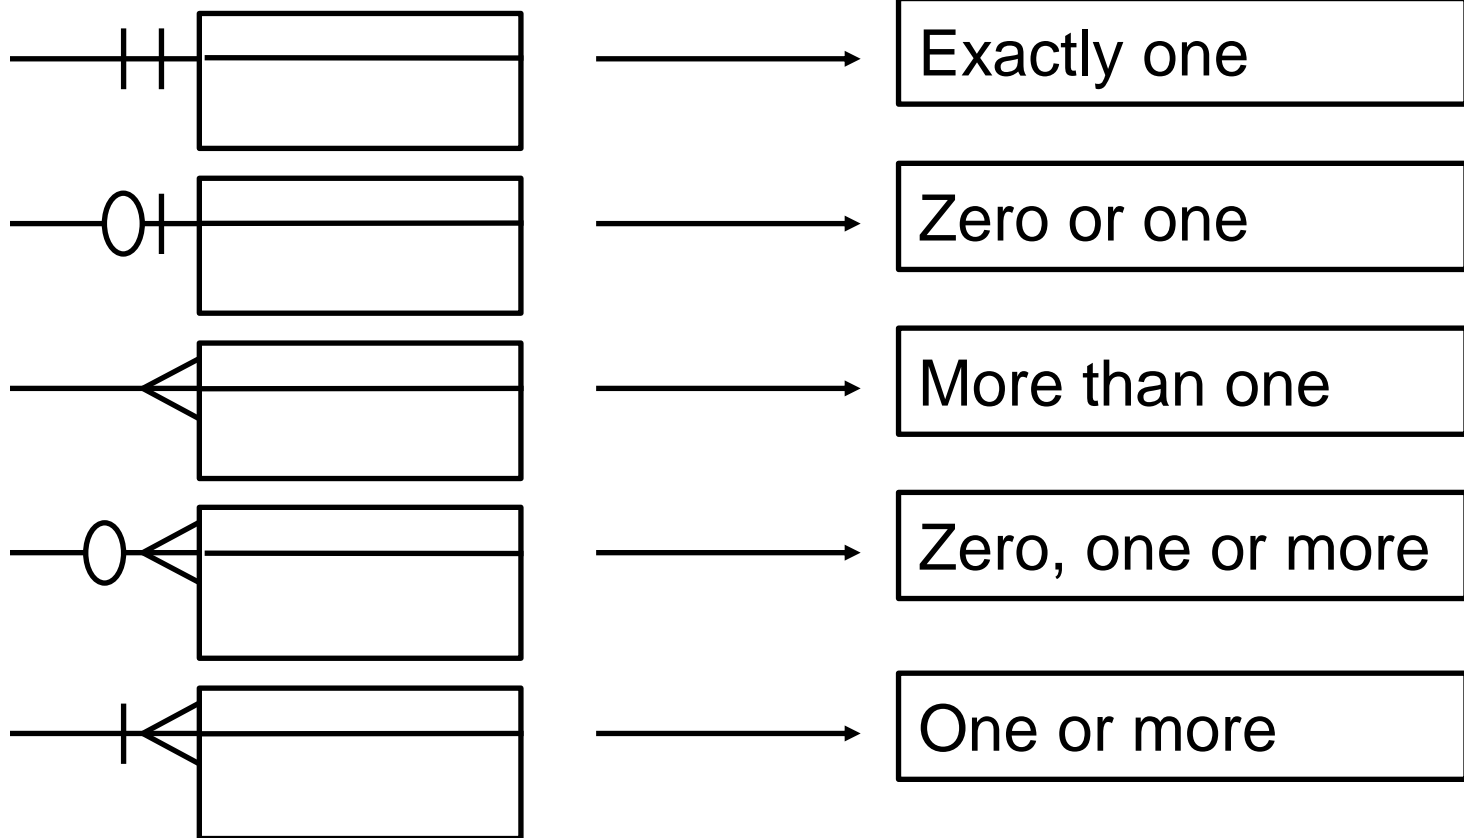 Exactly one
Zero or one
More than one
Zero, one or more
One or more